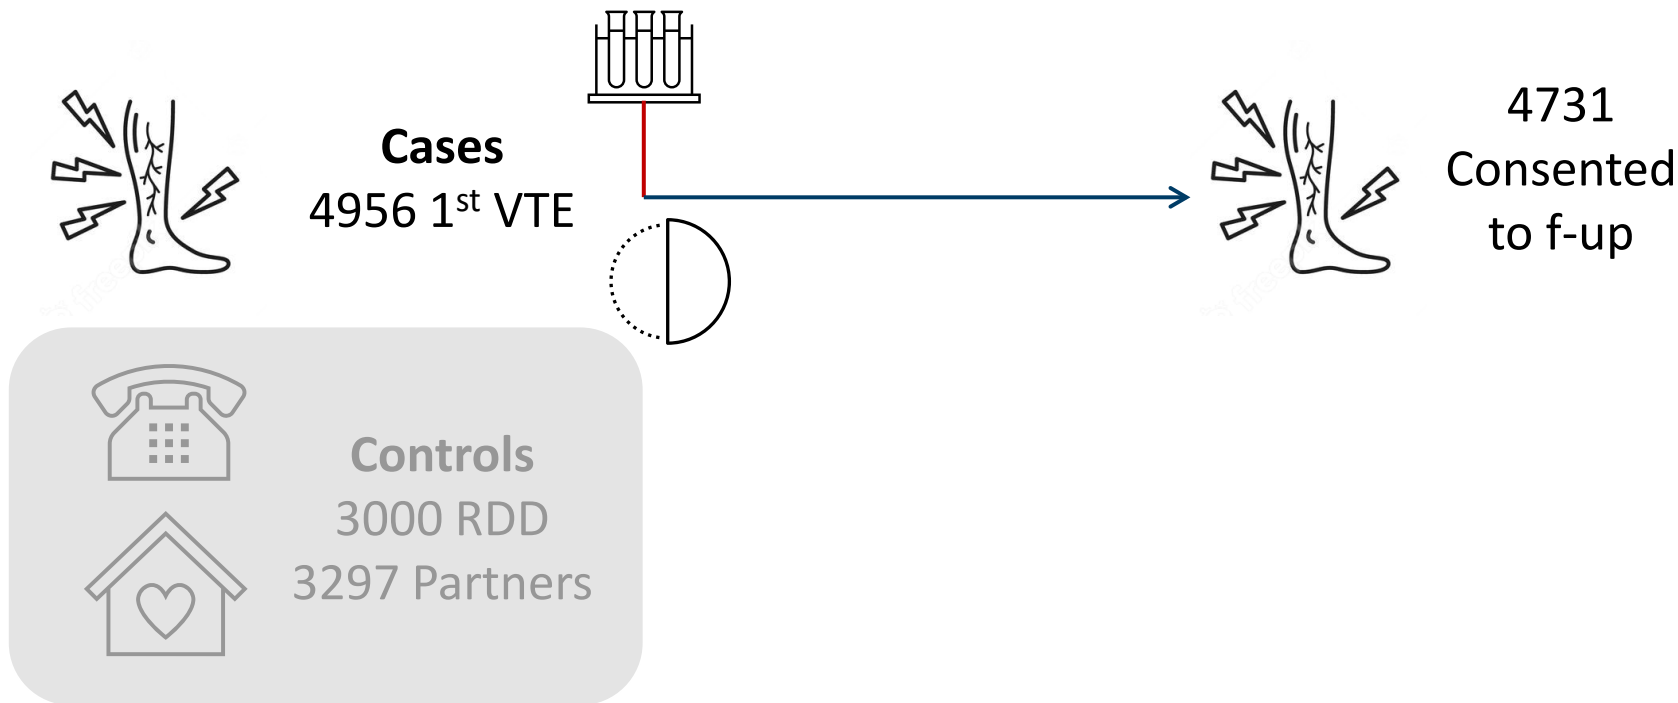 Cases
4956 1st VTE
4731
Consented
to f-up
Controls
3000 RDD
3297 Partners